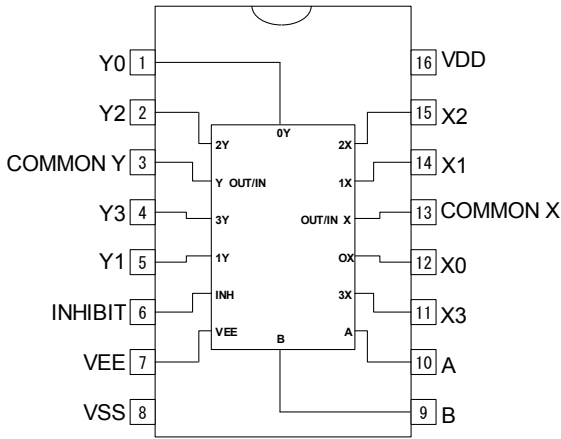 Y0 1
16 VDD
Y2 2
15 X2
0Y
2Y
2X
COMMON Y 3
14 X1
Y OUT/IN
1X
Y3 4
13 COMMON X
3Y
OUT/IN X
Y1 5
12 X0
1Y
OX
INHIBIT 6
11 X3
INH
3X
VEE
B
A
VEE 7
10 A
VSS 8
9 B